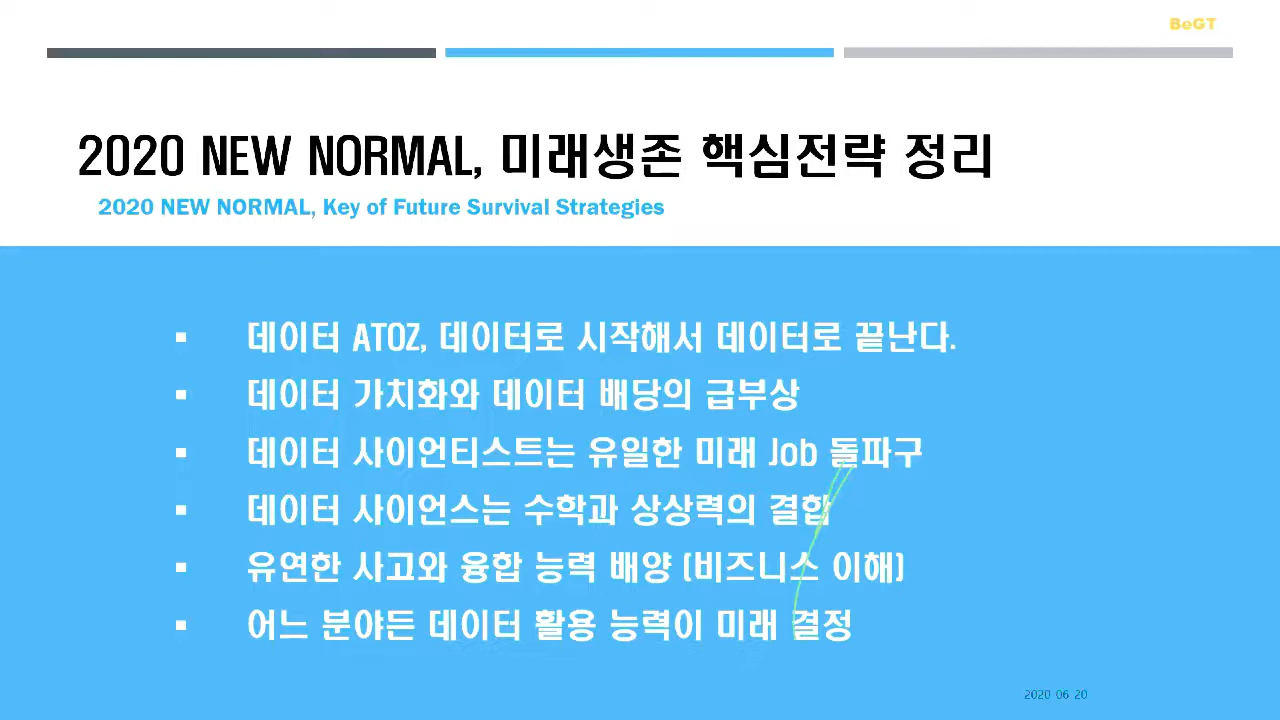 BeGT
2020 NEW NORMAL, 미래생존 핵심전략 정리
2020 NEW NORMAL, Key of Future Survival Strategies
▪ 데이터 ATOZ, 데이터로 시작해서 데이터로 끝난다.
▪ 데이터 가치화와 데이터 배당의 급부상
▪ 데이터 사이언티스트는 유일한 미래 Job 돌파구
▪ 데이터 사이언스는 수학과 상상력의 결합
▪ 유연한 사고와 융합 능력 배양 (비즈니스 이해)
▪ 어느 분야든 데이터 활용 능력이 미래 결정
2020 06 20